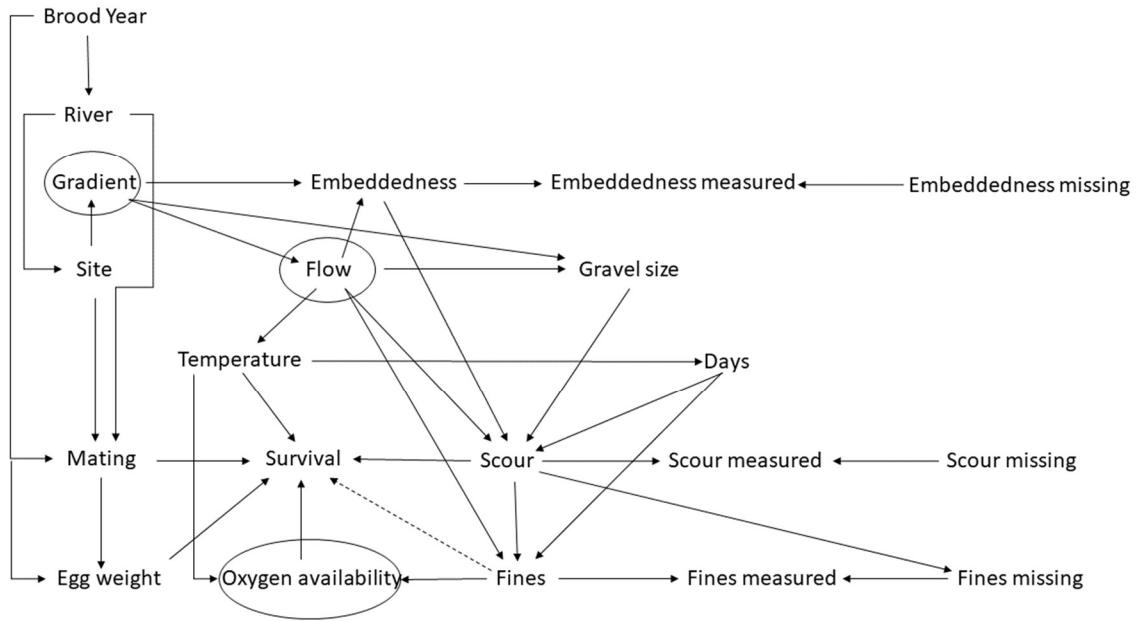 Brood Year
River
Gradient Embeddedness Embeddedness measured Embeddedness missing
Site Flow Gravel size
Temperature Days
Mating Survival Scour Scour measured Scour missing
Egg weight Oxygen availability Fines Fines measured Fines missing